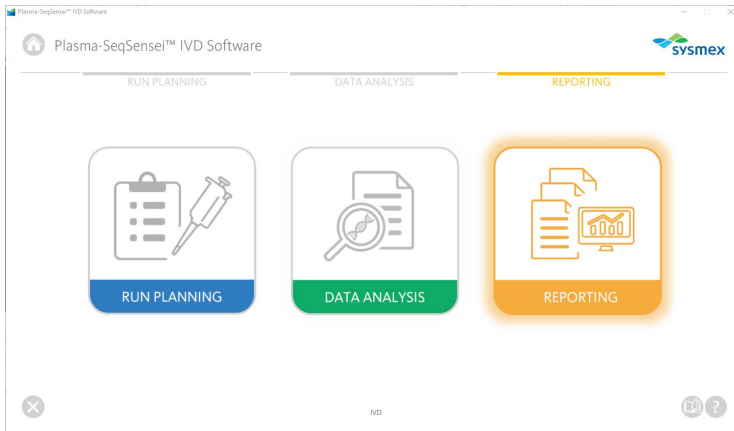 Plasma-SeqSensei™ IVD Software
Plasma-SeqSensei™ IVD Software
sysmex
RUN PLANNING
DATA ANALYSIS
REPORTING
RUN PLANNING
DATA ANALYSIS
REPORTING
IVD
?